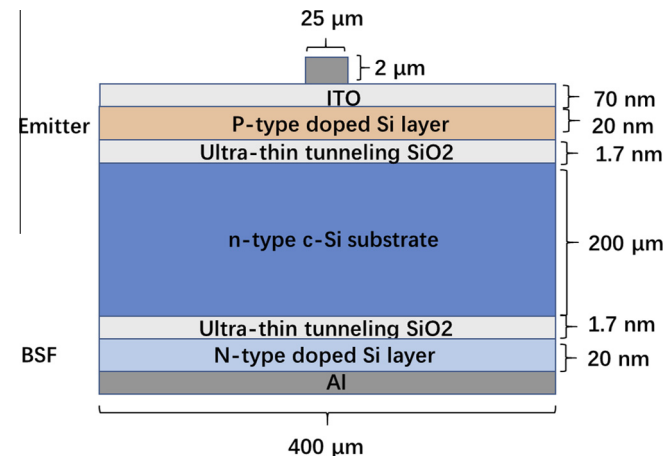 25 μm
2 μm
ITO
70 nm
Emitter
P-type doped Si layer
20 nm
Ultra-thin tunneling SiO2
1.7 nm
n-type c-Si substrate
200 μm
Ultra-thin tunneling SiO2
1.7 nm
BSF
N-type doped Si layer
20 nm
Al
400 μm